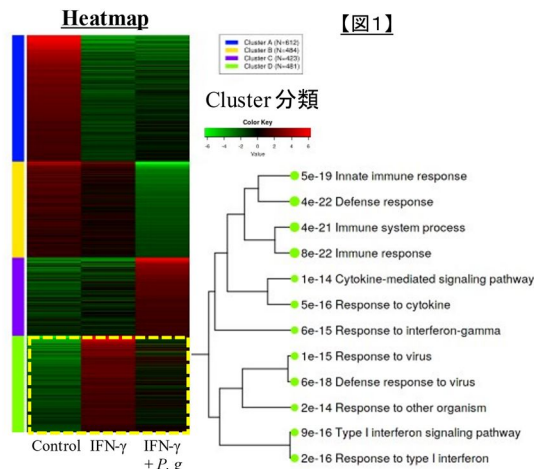 Heatmap
【図1】
Cluster A (N=612)
Cluster B (N=484)
Cluster C (N=423)
Cluster D (N=481)
Cluster 分類
Color Key
-6 -4 -2 0 2 4 6
Value
5e-19 Innate immune response
4e-22 Defense response
4e-21 Immune system process
8e-22 Immune response
1e-14 Cytokine-mediated signaling pathway
5e-16 Response to cytokine
6e-15 Response to interferon-gamma
1e-15 Response to virus
6e-18 Defense response to virus
2e-14 Response to other organism
9e-16 Type I interferon signaling pathway
2e-16 Response to type I interferon
Control IFN-γ IFN-γ
+ P. g